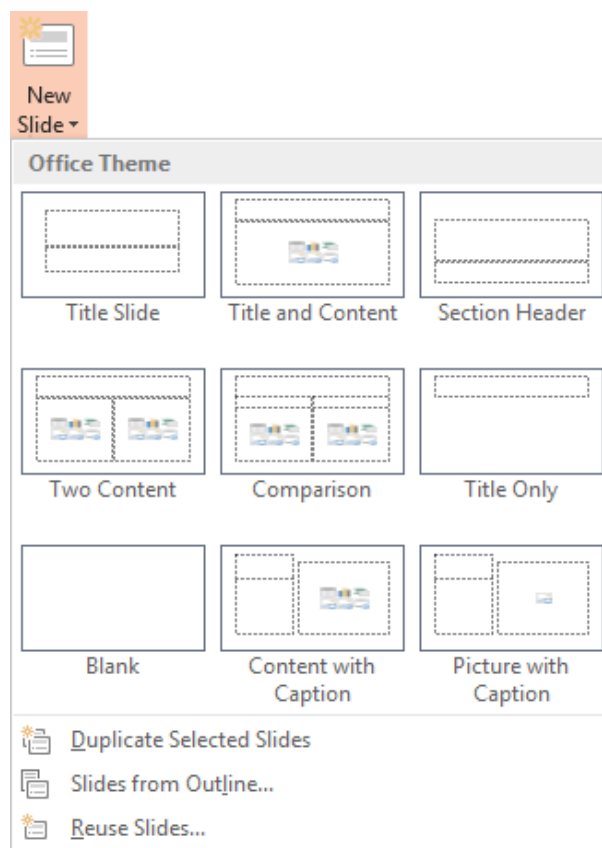 New
Slide
Office Theme
Title Slide
Title and Content
Section Header
Two Content
Comparison
Title Only
Blank
Content with
Caption
Picture with
Caption
Duplicate Selected Slides
Slides from Outline...
Reuse Slides...